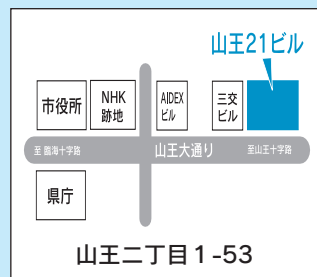 山王21ビル
市役所
NHK
跡地
AIDEX
ビル
三交
ビル
至 臨海十字路
山王大通り
至山王十字路
県庁
山王二丁目1-53